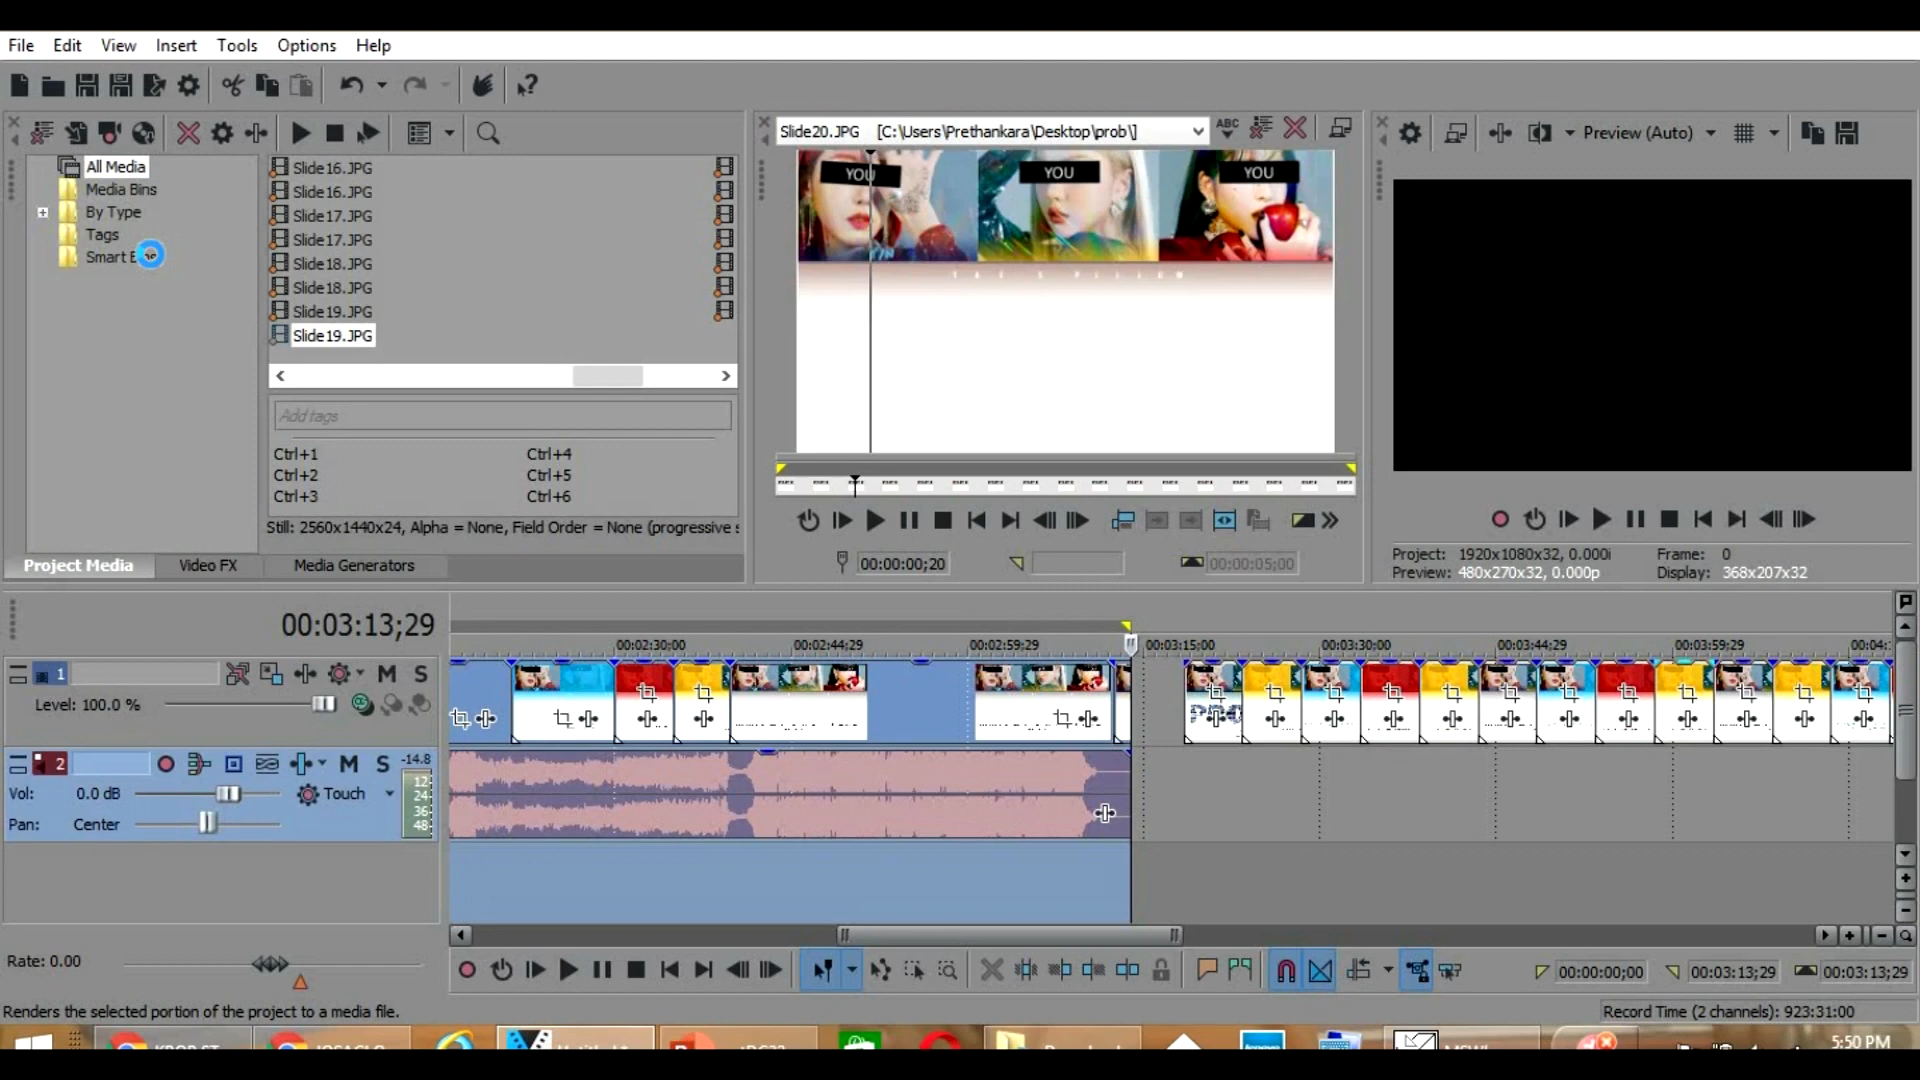 File Edit View Insert Tools Options Help
All Media
Media Bins
By Type
Tags
Smart
Slide16.JPG
Slide16.JPG
Slide17.JPG
Slide17.JPG
Slide18.JPG
Slide18.JPG
Slide19.JPG
Slide19.JPG
Add tags
Ctrl+1 Ctrl+4
Ctrl+2 Ctrl+5
Ctrl+3 Ctrl+6
Still: 2560x1440x24, Alpha = None, Field Order = None (progressive s
Project Media Video FX Media Generators
Slide20.JPG [C:\Users\Prethankara\Desktop\prob\]
ABC
YOU YOU YOU
00:00:00;20 00:00:05;00
Preview (Auto)
Project: 1920x1080x32, 0.000i Frame: 0
Preview: 480x270x32, 0.000p Display: 368x207x32
00:03:13;29
00:02:30;00 00:02:44;29 00:02:59;29 00:03:15;00 00:03:30;00 00:03:44;29 00:03:59;29 00:04:
1 M S
Level: 100.0 %
2 M S -14.8
Vol: 0.0 dB Touch
Pan: Center
12
24
36
48
Rate: 0.00
00:00:00;00 00:03:13;29 00:03:13;29
Renders the selected portion of the project to a media file.
Record Time (2 channels): 923:31:00
5:50 PM